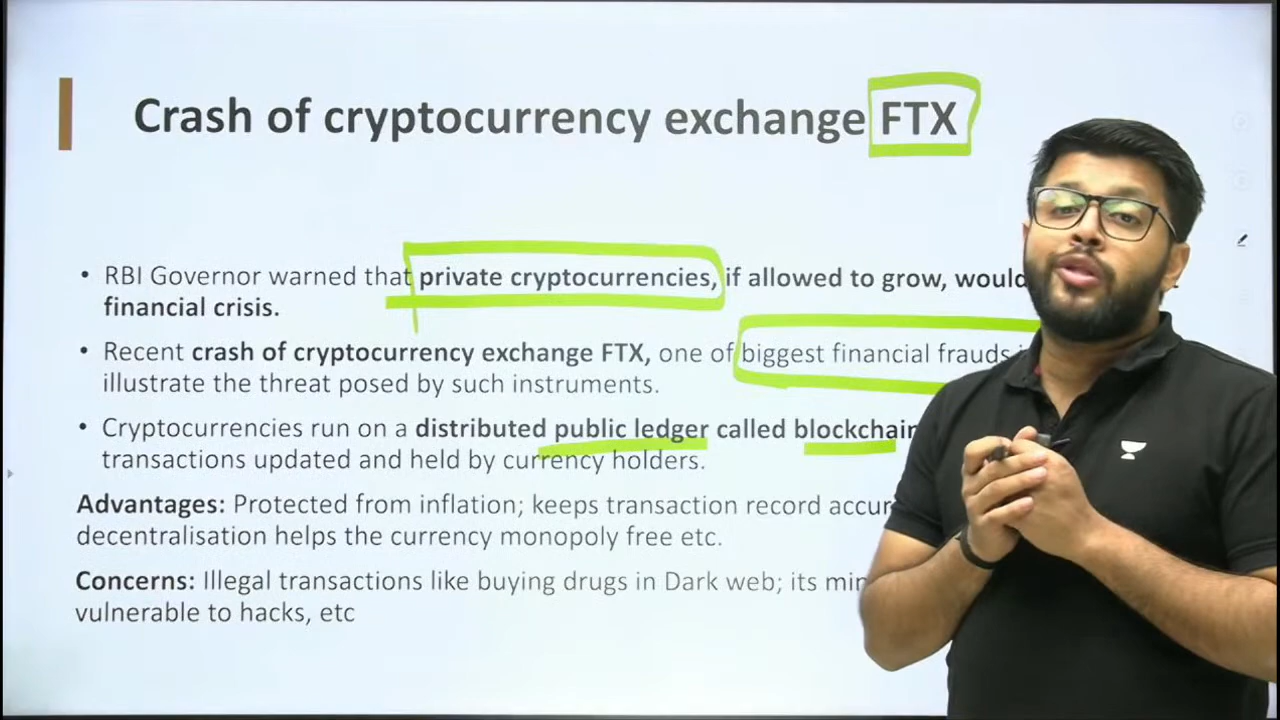 Crash of cryptocurrency exchange FTX
• RBI Governor warned that private cryptocurrencies, if allowed to grow, would
financial crisis.
• Recent crash of cryptocurrency exchange FTX, one of biggest financial frauds
illustrate the threat posed by such instruments.
• Cryptocurrencies run on a distributed public ledger called blockchain
transactions updated and held by currency holders.
Advantages: Protected from inflation; keeps transaction record
decentralisation helps the currency monopoly free etc.
Concerns: Illegal transactions like buying drugs in Dark web; its
vulnerable to hacks, etc